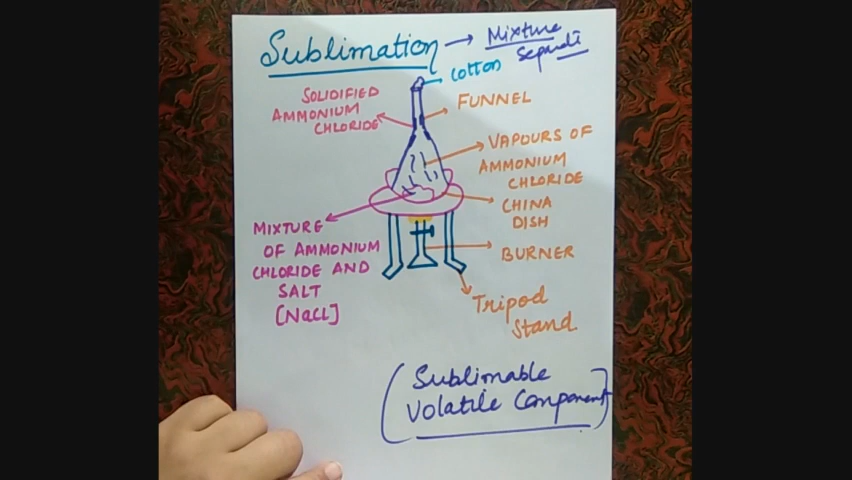 Sublimation → Mixture
Separati
Cotton
SOLIDIFIED
AMMONIUM
CHLORIDE
FUNNEL
VAPOURS OF
AMMONIUM
CHLORIDE
CHINA
DISH
MIXTURE
OF AMMONIUM
CHLORIDE AND
SALT
[NaCl]
BURNER
Tripod
Stand
(Sublimable
Volatile Component)